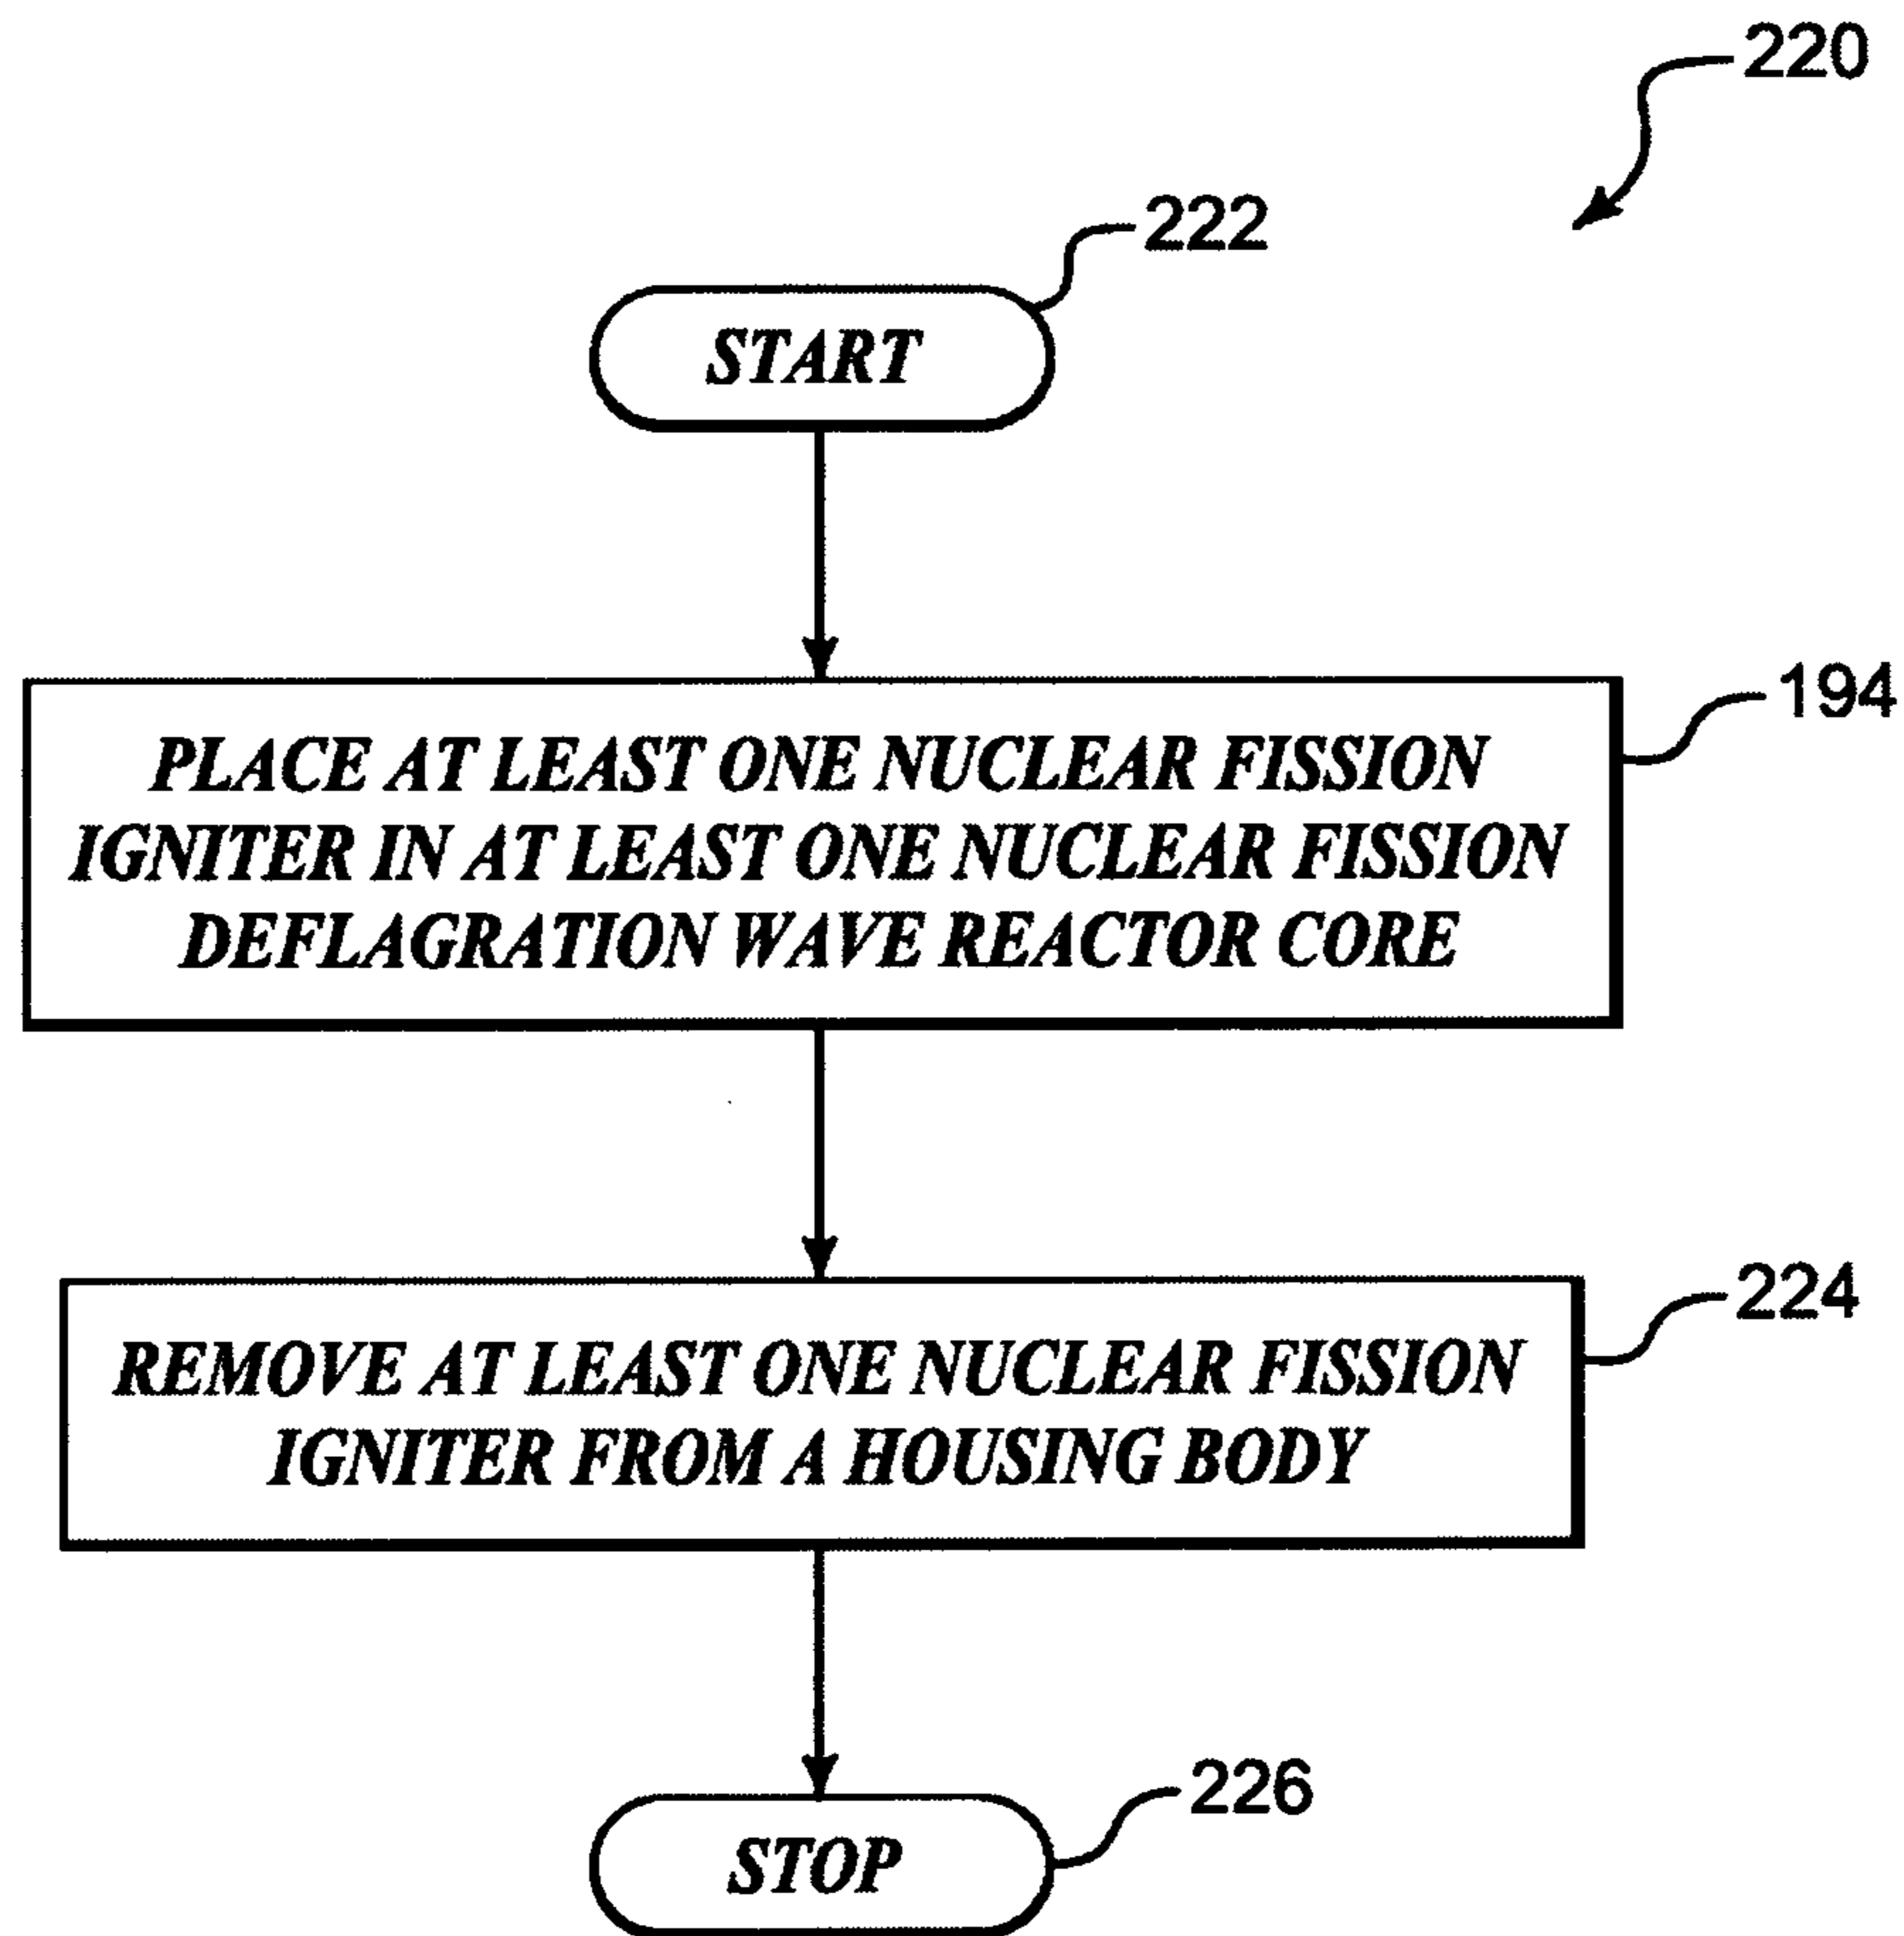 220
222
START
194
PLACE AT LEAST ONE NUCLEAR FISSION
IGNITER IN AT LEAST ONE NUCLEAR FISSION
DEFLAGRATION WAVE REACTOR CORE
224
REMOVE AT LEAST ONE NUCLEAR FISSION
IGNITER FROM A HOUSING BODY
226
STOP